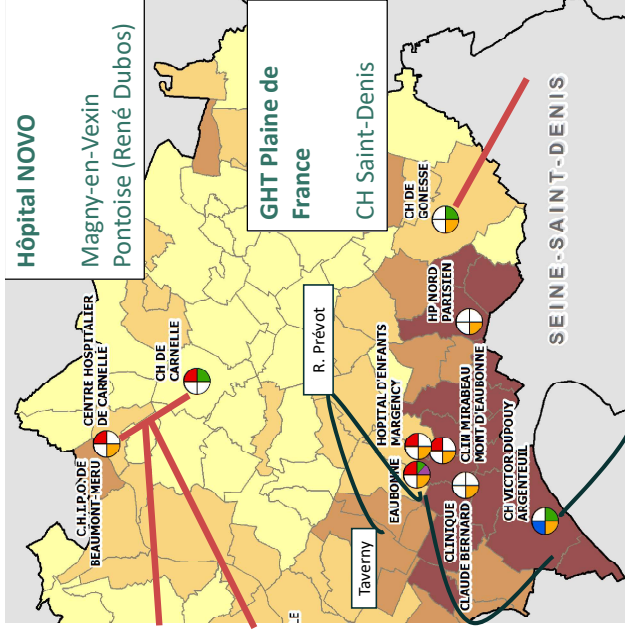 Hôpital NOVO
Magny-en-Vexin
Pontoise (René Dubos)
GHT Plaine de
France
CH Saint-Denis
SEINE-SAINT-DENIS
CENTRE HOSPITALIER
DE CARNELLE
C.H.I.P ONDE
BEAUMONT-MERU
CH DE
CARNELLE
CH DE
GONESSE
R. Prévot
HP NORD
PARISIEN
HOPITAL D'ENFANTS
MARGENCY
EAUBONNE
CLIN MIRABEAU
MONT D'EAUBONNE
Taverny
CLINIQUE
CLAUDE BERNARD
CH VICTOR DUPOUY
ARGENTEUIL
LE